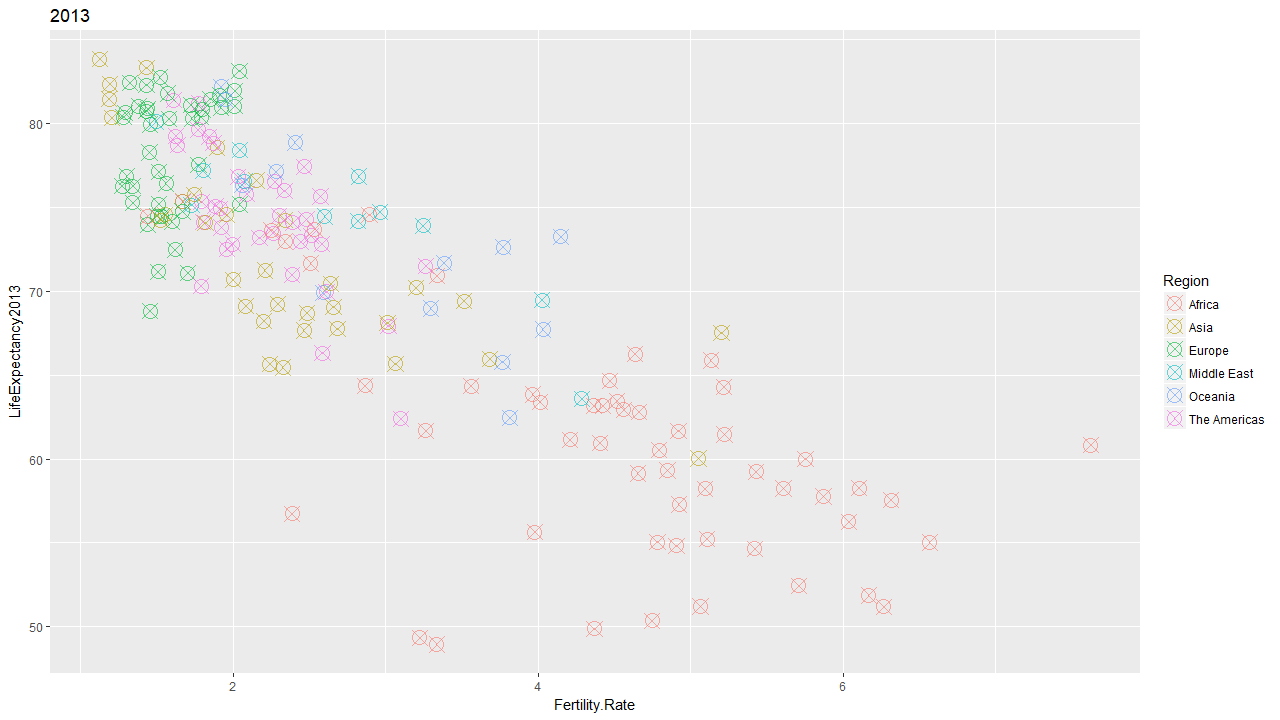 2013
80
70
60
50
LifeExpectancy2013
2
4
6
Fertility.Rate
Region
Africa
Asia
Europe
Middle East
Oceania
The Americas